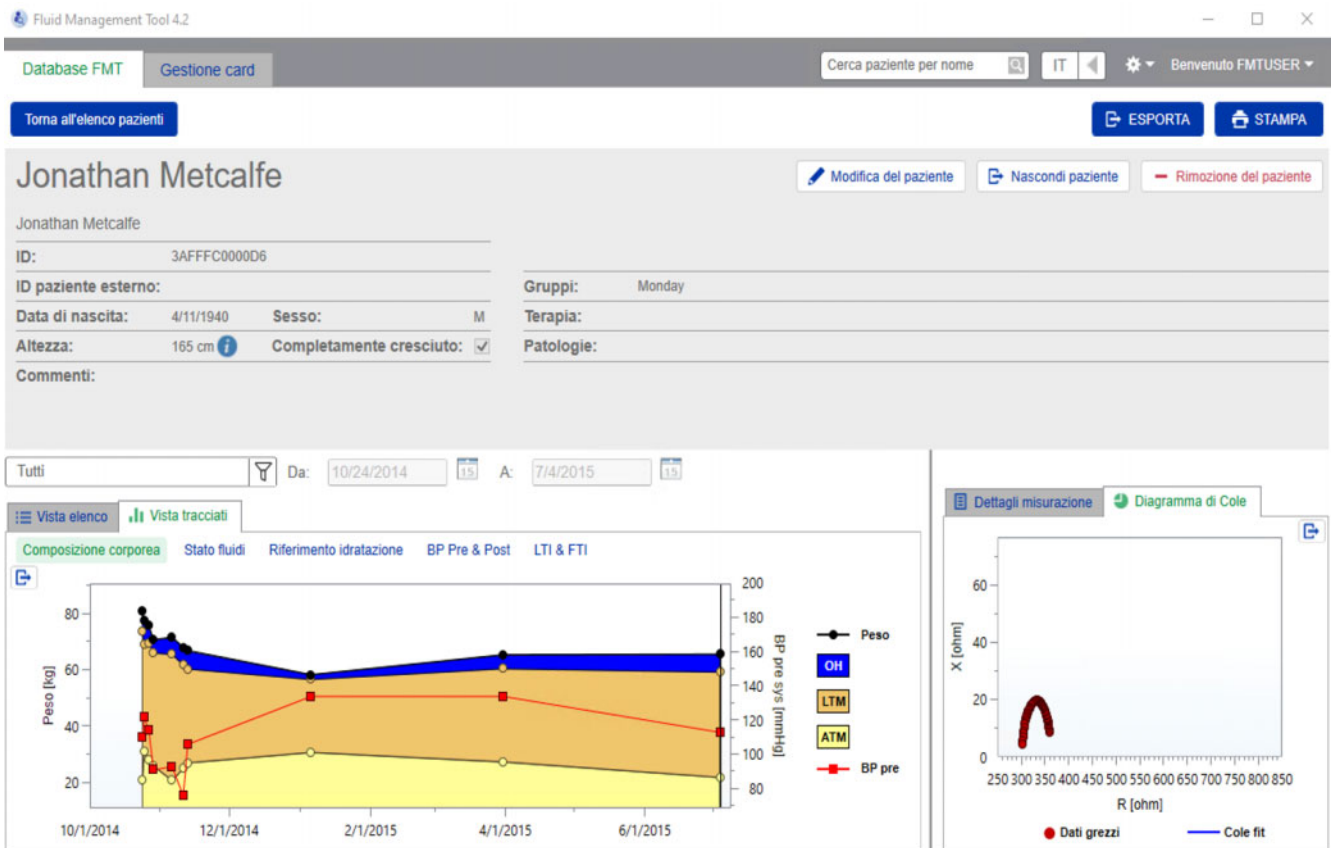 Fluid Management Tool 4.2
Database FMT Gestione card Cerca paziente per nome IT Benvenuto FMTUSER
Torna all'elenco pazienti ESPORTA STAMPA
Jonathan Metcalfe Modifica del paziente Nascondi paziente Rimozione del paziente
Jonathan Metcalfe
ID: 3AFFFC0000D6
ID paziente esterno: Gruppi: Monday
Data di nascita: 4/11/1940 Sesso: M Terapia:
Altezza: 165 cm Completamente cresciuto: Patologie:
Commenti:
Tutti Da: 10/24/2014 15 A: 7/4/2015 15
Vista elenco Vista tracciati
Composizione corporea Stato fluidi Riferimento idratazione BP Pre & Post LTI & FTI
Peso [kg]
80
60
40
20
10/1/2014 12/1/2014 2/1/2015 4/1/2015 6/1/2015
200
180
160
140
120
100
80
BP pre sys [mmHg]
Peso
OH
LTM
ATM
BP pre
Dettagli misurazione Diagramma di Cole
X [ohm]
60
40
20
0
250 300 350 400 450 500 550 600 650 700 750 800 850
R [ohm]
Dati grezzi Cole fit